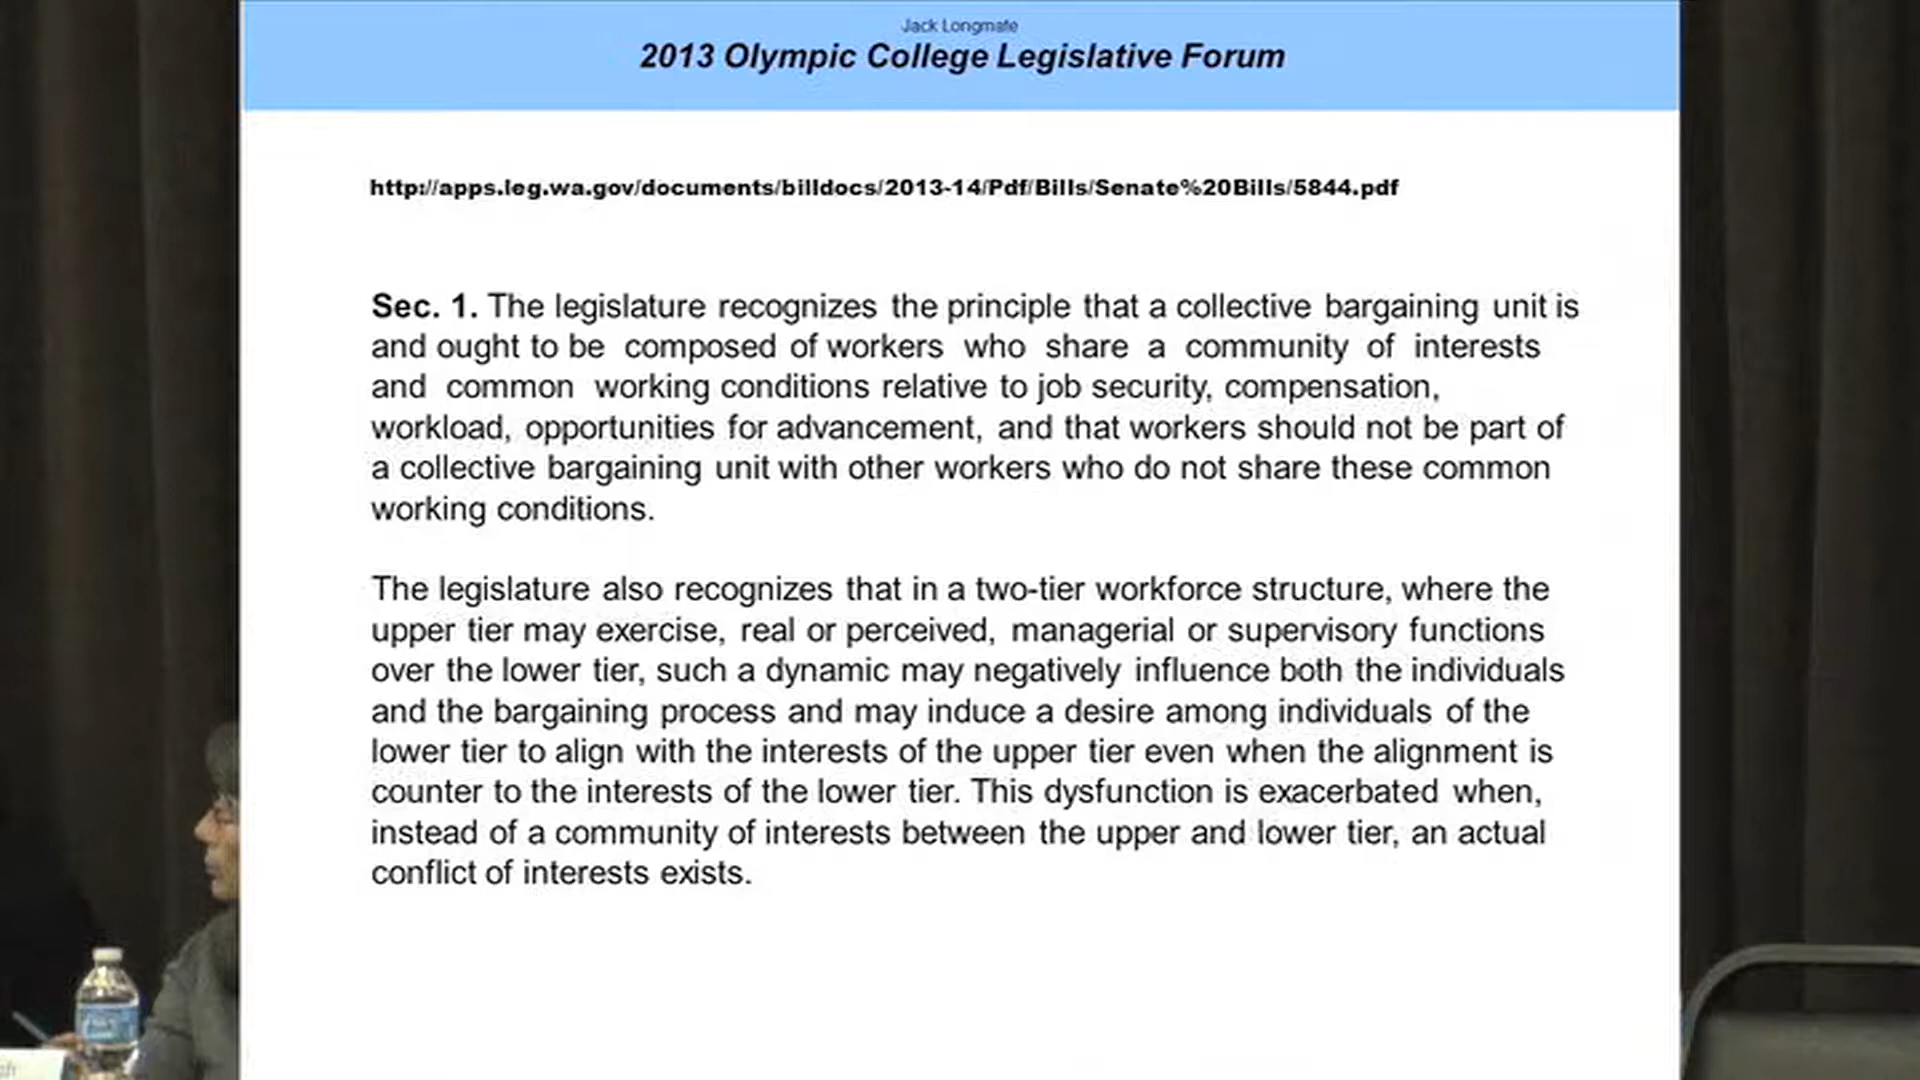 Jack Longmate
2013 Olympic College Legislative Forum
http://apps.leg.wa.gov/documents/billdocs/2013-14/Pdf/Bills/Senate%20Bills/5844.pdf
Sec. 1. The legislature recognizes the principle that a collective bargaining unit is
and ought to be composed of workers who share a community of interests
and common working conditions relative to job security, compensation,
workload, opportunities for advancement, and that workers should not be part of
a collective bargaining unit with other workers who do not share these common
working conditions.
The legislature also recognizes that in a two-tier workforce structure, where the
upper tier may exercise, real or perceived, managerial or supervisory functions
over the lower tier, such a dynamic may negatively influence both the individuals
and the bargaining process and may induce a desire among individuals of the
lower tier to align with the interests of the upper tier even when the alignment is
counter to the interests of the lower tier. This dysfunction is exacerbated when,
instead of a community of interests between the upper and lower tier, an actual
conflict of interests exists.